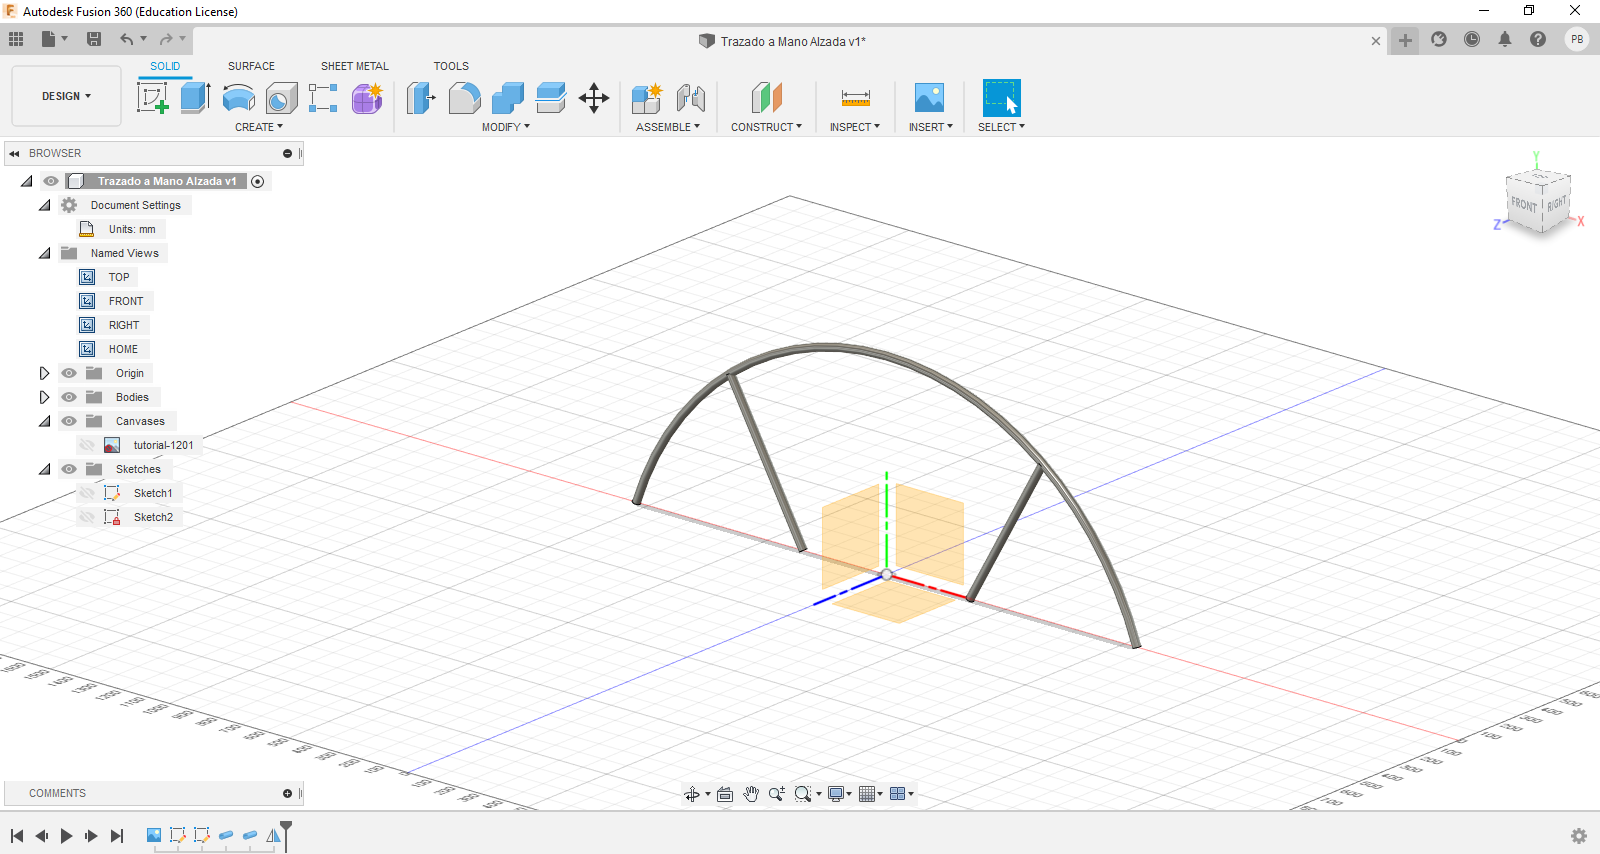 Autodesk Fusion 360 (Education License)
Trazado a Mano Alzada v1*
PB
SOLID SURFACE SHEET METAL TOOLS
DESIGN
CREATE MODIFY ASSEMBLE CONSTRUCT INSPECT INSERT SELECT
BROWSER
Trazado a Mano Alzada v1
Document Settings
Units: mm
Named Views
TOP
FRONT
RIGHT
HOME
Origin
Bodies
Canvases
tutorial-1201
Sketches
Sketch1
Sketch2
Y
FRONT RIGHT
Z X
COMMENTS